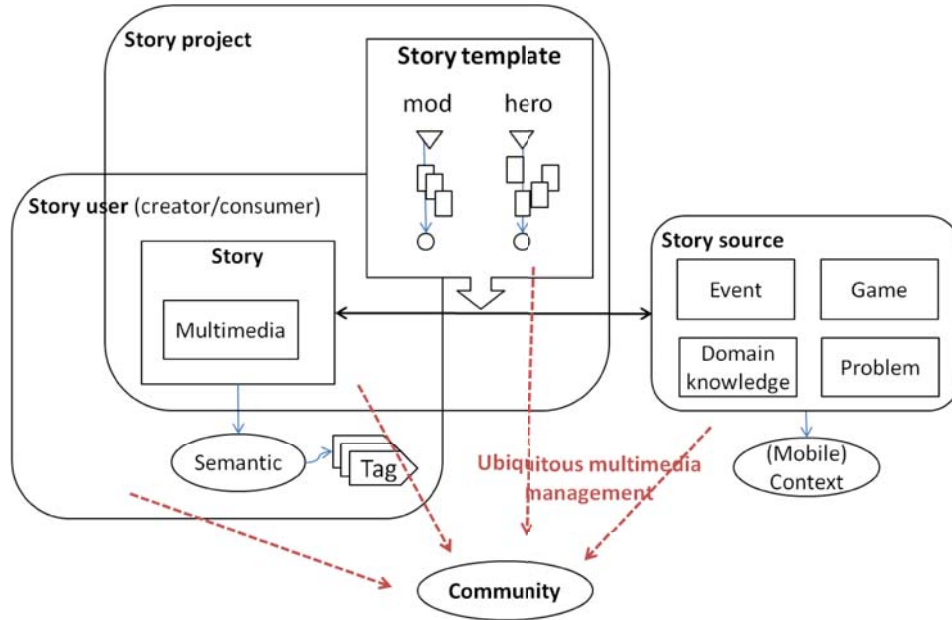 Story project
Story template
mod
hero
Story user (creator/consumer)
Story
Multimedia
Story source
Event
Game
Domain
knowledge
Problem
Semantic
Tag
Ubiquitous multimedia
management
(Mobile)
Context
Community